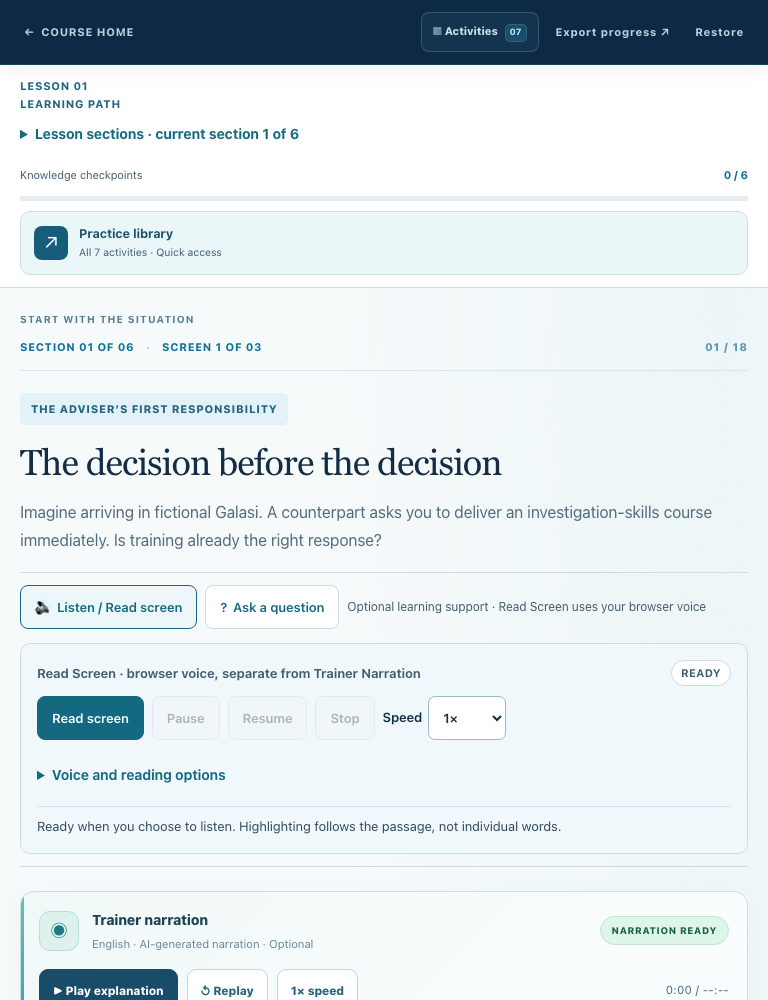 ← COURSE HOME
Activities 07
Export progress ↗
Restore
LESSON 01
LEARNING PATH
▶ Lesson sections · current section 1 of 6
Knowledge checkpoints
0 / 6
↗
Practice library
All 7 activities · Quick access
START WITH THE SITUATION
SECTION 01 OF 06 · SCREEN 1 OF 03
01 / 18
THE ADVISER'S FIRST RESPONSIBILITY
The decision before the decision
Imagine arriving in fictional Galasi. A counterpart asks you to deliver an investigation-skills course
immediately. Is training already the right response?
Listen / Read screen
? Ask a question
Optional learning support · Read Screen uses your browser voice
Read Screen · browser voice, separate from Trainer Narration
READY
Read screen
Pause
Resume
Stop
Speed
1×
▶ Voice and reading options
Ready when you choose to listen. Highlighting follows the passage, not individual words.
Trainer narration
English · AI-generated narration · Optional
NARRATION READY
▶ Play explanation
↺ Replay
1× speed
0:00 / --:--